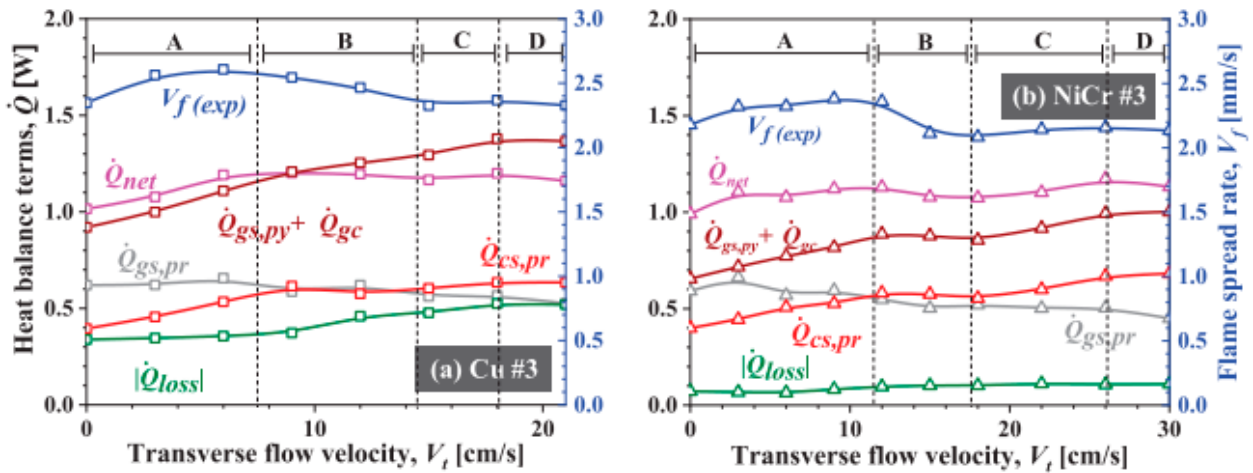 2.0
1.5
1.0
0.5
0.0
Heat balance terms, Q̇ [W]
A B C D
V_f (exp)
Q̇_net
Q̇_gs,py + Q̇_gc
Q̇_gs,pr
Q̇_cs,pr
|Q̇_loss|
(a) Cu #3
3.0
2.5
2.0
1.5
1.0
0.5
0.0
0 10 20
Transverse flow velocity, V_t [cm/s]
2.0
1.5
1.0
0.5
0.0
A B C D
(b) NiCr #3
V_f (exp)
Q̇_net
Q̇_gs,py + Q̇_gc
Q̇_cs,pr
Q̇_gs,pr
|Q̇_loss|
3.0
2.5
2.0
1.5
1.0
0.5
0.0
Flame spread rate, V_f [mm/s]
0 5 10 15 20 25 30
Transverse flow velocity, V_t [cm/s]